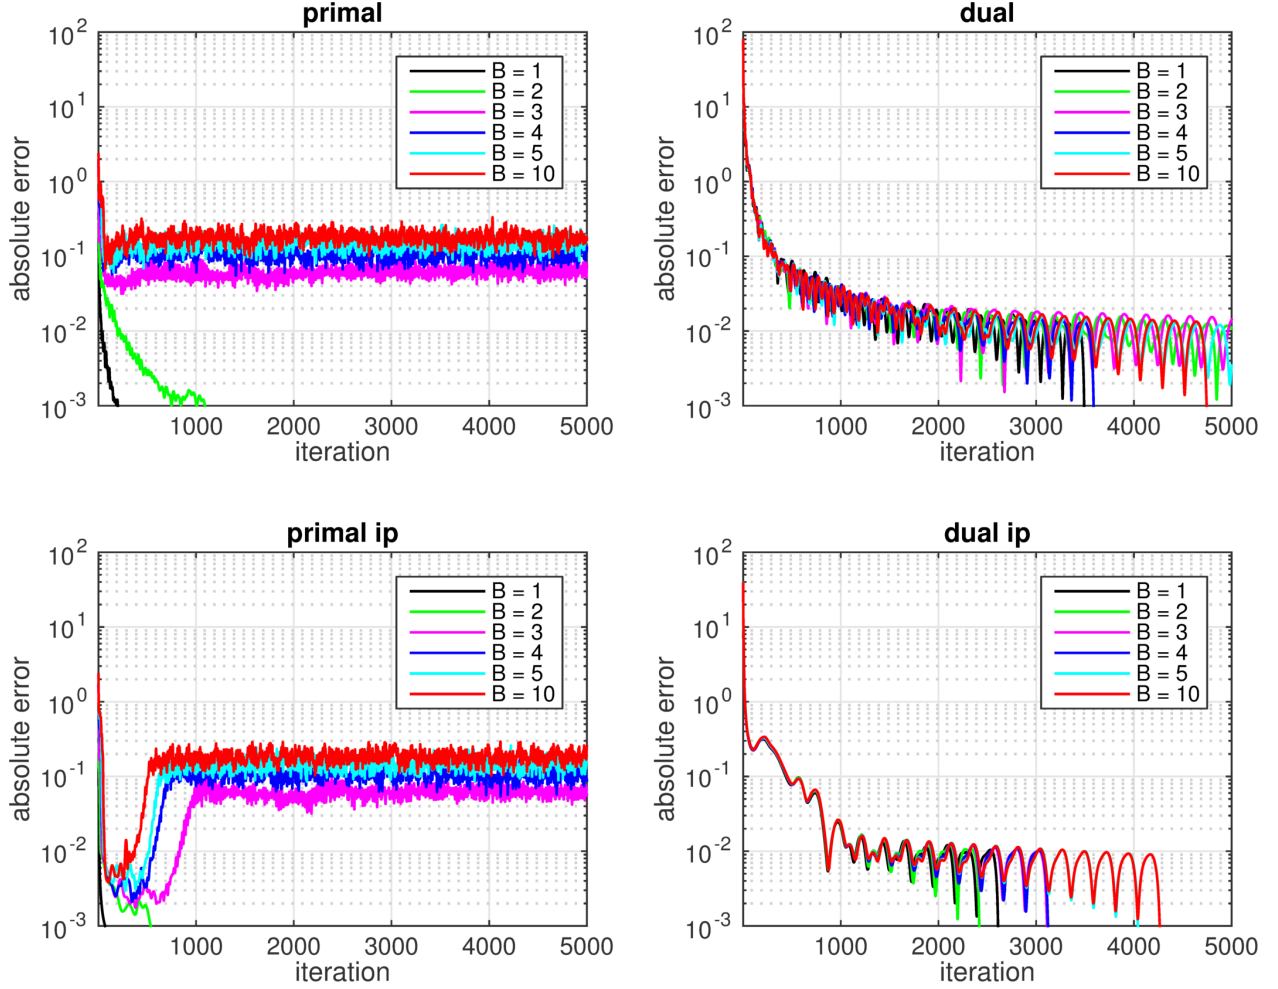 primal
10^2
10^1
10^0
10^-1
10^-2
10^-3
absolute error
B = 1
B = 2
B = 3
B = 4
B = 5
B = 10
1000 2000 3000 4000 5000
iteration
dual
10^2
10^1
10^0
10^-1
10^-2
10^-3
absolute error
B = 1
B = 2
B = 3
B = 4
B = 5
B = 10
1000 2000 3000 4000 5000
iteration
primal ip
10^2
10^1
10^0
10^-1
10^-2
10^-3
absolute error
B = 1
B = 2
B = 3
B = 4
B = 5
B = 10
1000 2000 3000 4000 5000
iteration
dual ip
10^2
10^1
10^0
10^-1
10^-2
10^-3
absolute error
B = 1
B = 2
B = 3
B = 4
B = 5
B = 10
1000 2000 3000 4000 5000
iteration